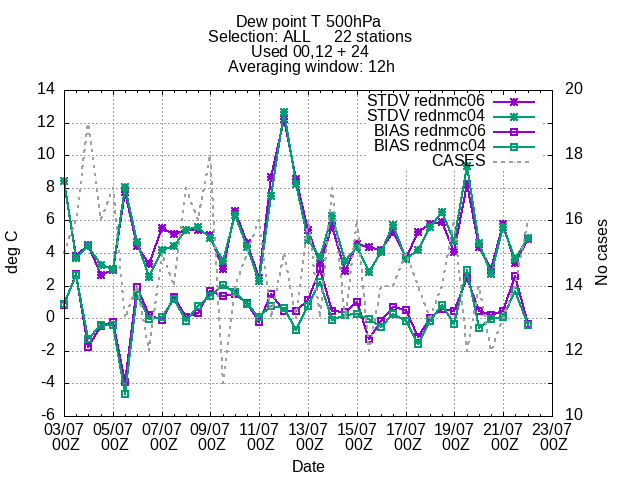 Dew point T 500hPa
Selection: ALL 22 stations
Used 00,12 + 24
Averaging window: 12h
14 20
12
10 18
8
6 16
4
2 14
0
-2 12
-4
-6 10
deg C
No cases
STDV rednmc06
STDV rednmc04
BIAS rednmc06
BIAS rednmc04
CASES
03/07 05/07 07/07 09/07 11/07 13/07 15/07 17/07 19/07 21/07 23/07
00Z 00Z 00Z 00Z 00Z 00Z 00Z 00Z 00Z 00Z 00Z
Date